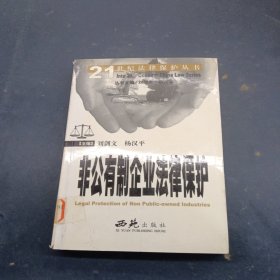 21世纪法律保护丛书
主编 刘剑文 杨汉平
非公有制企业法律保护
Legal Protection of Non Public-owned Industries
西苑出版社
XI YUAN PUBLISHING HOUSE